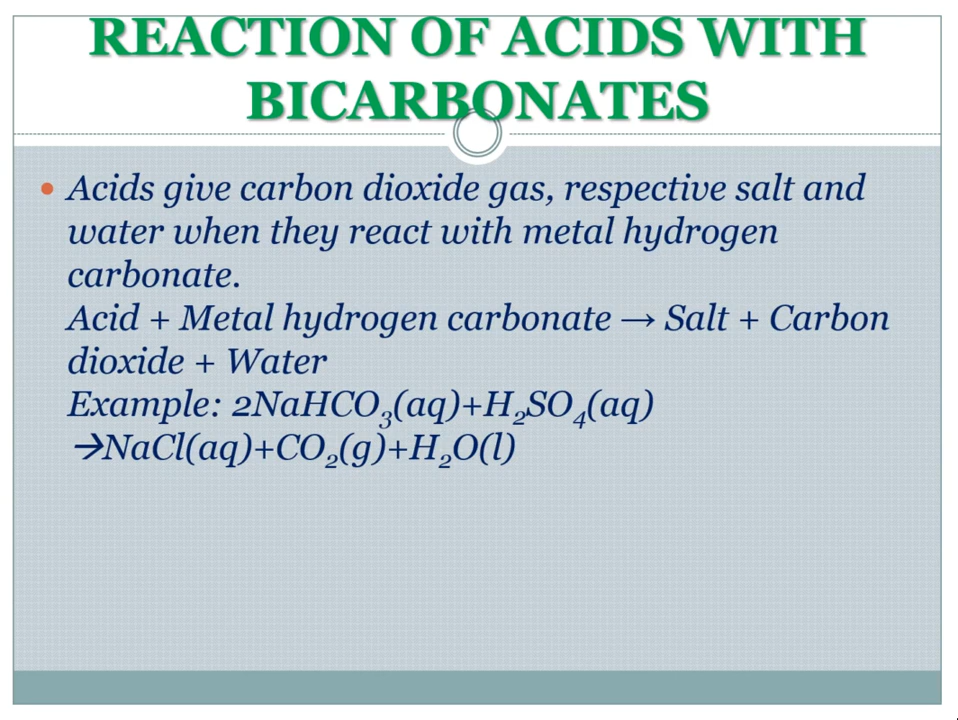 REACTION OF ACIDS WITH
BICARBONATES
• Acids give carbon dioxide gas, respective salt and
water when they react with metal hydrogen
carbonate.
Acid + Metal hydrogen carbonate → Salt + Carbon
dioxide + Water
Example: 2NaHCO₃(aq)+H₂SO₄(aq)
→NaCl(aq)+CO₂(g)+H₂O(l)